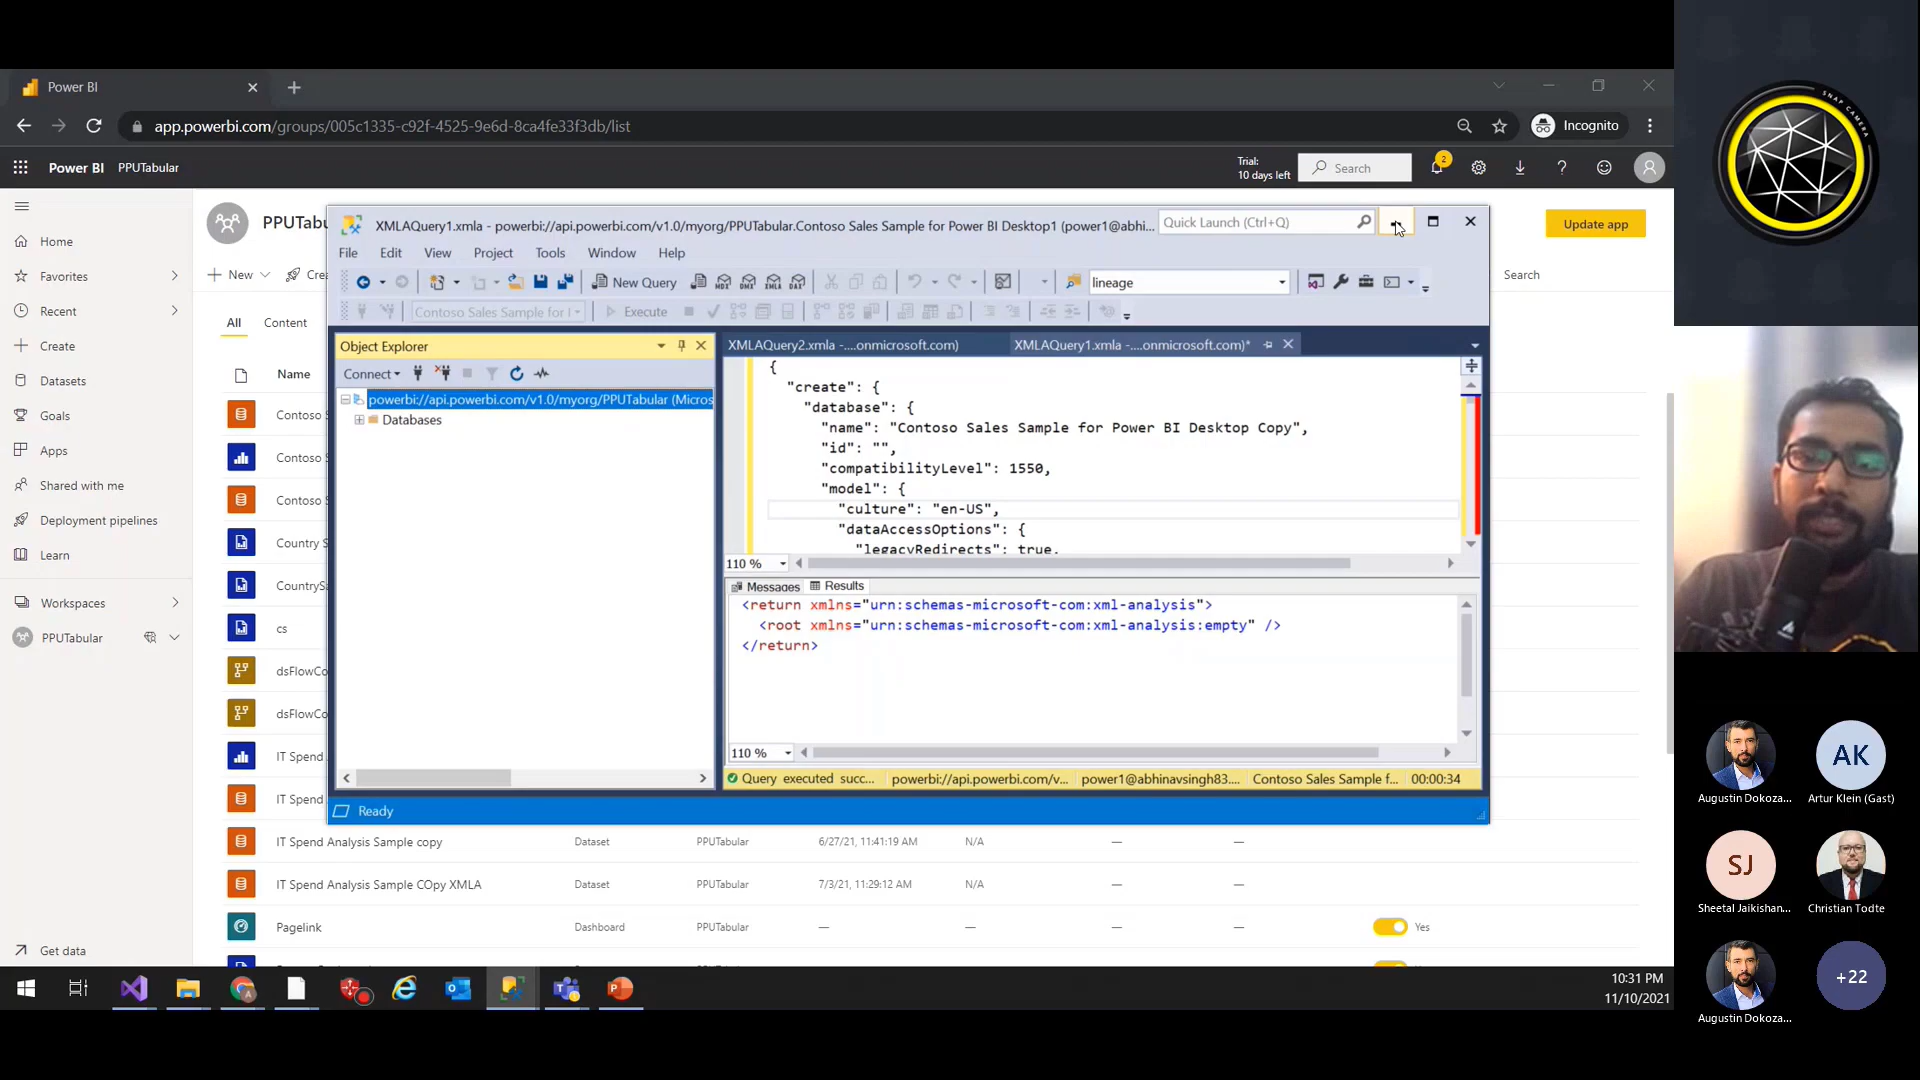 Power BI
app.powerbi.com/groups/005c1335-c92f-4525-9e6d-8ca4fe33f3db/list
Incognito
Power BI PPUTabular
Trial:
10 days left
Search
2
Home
Favorites
Recent
Create
Datasets
Goals
Apps
Shared with me
Deployment pipelines
Learn
Workspaces
PPUTabular
Get data
PPUTabu
Update app
New
Crea
Search
All Content
Name
Contoso S
Contoso S
Contoso S
Country S
CountrySa
cs
dsFlowCo
dsFlowCo
IT Spend
IT Spend
IT Spend Analysis Sample copy Dataset PPUTabular 6/27/21, 11:41:19 AM N/A — —
IT Spend Analysis Sample COpy XMLA Dataset PPUTabular 7/3/21, 11:29:12 AM N/A — —
Pagelink Dashboard PPUTabular — — — — Yes
XMLAQuery1.xmla - powerbi://api.powerbi.com/v1.0/myorg/PPUTabular.Contoso Sales Sample for Power BI Desktop1 (power1@abhi...
Quick Launch (Ctrl+Q)
File Edit View Project Tools Window Help
New Query MDX DMX XMLA DAX
lineage
Contoso Sales Sample for I
Execute
Object Explorer
Connect
powerbi://api.powerbi.com/v1.0/myorg/PPUTabular (Micros
Databases
XMLAQuery2.xmla -....onmicrosoft.com) XMLAQuery1.xmla -....onmicrosoft.com)*
{
"create": {
"database": {
"name": "Contoso Sales Sample for Power BI Desktop Copy",
"id": "",
"compatibilityLevel": 1550,
"model": {
"culture": "en-US",
"dataAccessOptions": {
"legacyRedirects": true,
110 %
Messages Results
<return xmlns="urn:schemas-microsoft-com:xml-analysis">
<root xmlns="urn:schemas-microsoft-com:xml-analysis:empty" />
</return>
110 %
Query executed succ... powerbi://api.powerbi.com/v... power1@abhinavsingh83.... Contoso Sales Sample f... 00:00:34
Ready
10:31 PM
11/10/2021
SNAP CAMERA
Augustin Dokoza...
AK
Artur Klein (Gast)
SJ
Sheetal Jaikishan...
Christian Todte
Augustin Dokoza...
+22